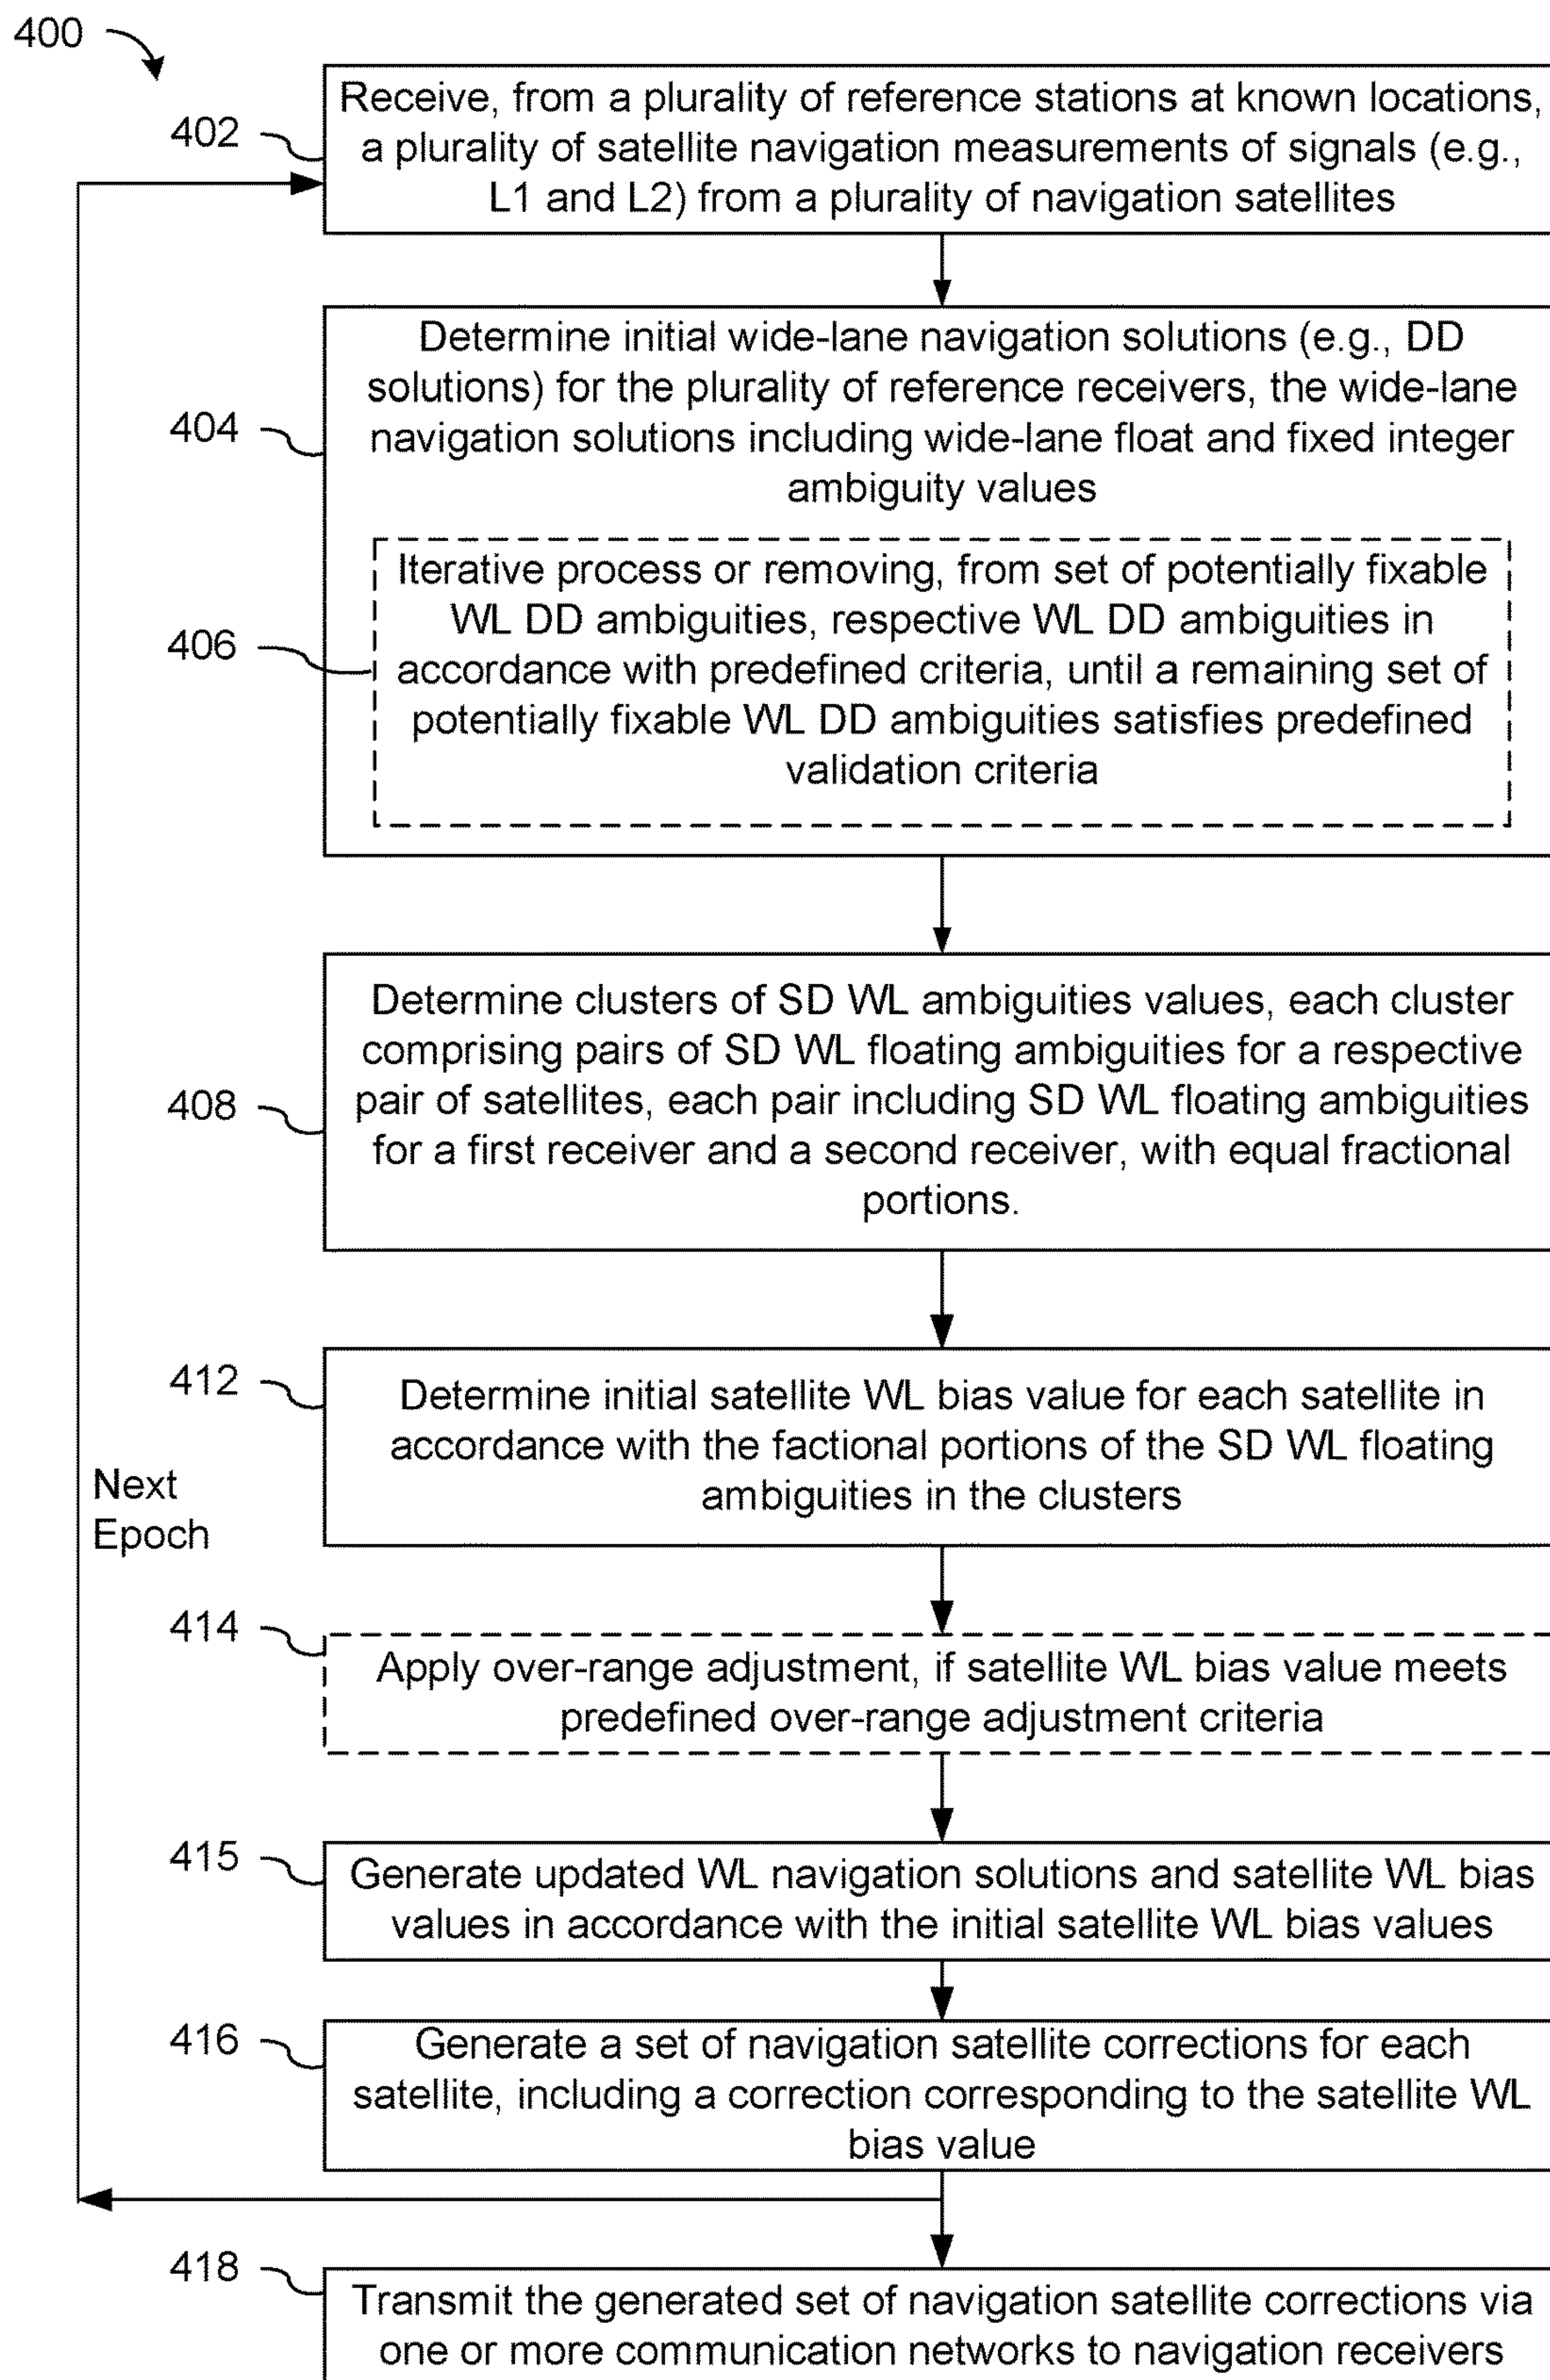 400
402
Receive, from a plurality of reference stations at known locations,
a plurality of satellite navigation measurements of signals (e.g.,
L1 and L2) from a plurality of navigation satellites
404
Determine initial wide-lane navigation solutions (e.g., DD
solutions) for the plurality of reference receivers, the wide-lane
navigation solutions including wide-lane float and fixed integer
ambiguity values
406
Iterative process or removing, from set of potentially fixable
WL DD ambiguities, respective WL DD ambiguities in
accordance with predefined criteria, until a remaining set of
potentially fixable WL DD ambiguities satisfies predefined
validation criteria
408
Determine clusters of SD WL ambiguities values, each cluster
comprising pairs of SD WL floating ambiguities for a respective
pair of satellites, each pair including SD WL floating ambiguities
for a first receiver and a second receiver, with equal fractional
portions.
412
Determine initial satellite WL bias value for each satellite in
accordance with the factional portions of the SD WL floating
ambiguities in the clusters
Next
Epoch
414
Apply over-range adjustment, if satellite WL bias value meets
predefined over-range adjustment criteria
415
Generate updated WL navigation solutions and satellite WL bias
values in accordance with the initial satellite WL bias values
416
Generate a set of navigation satellite corrections for each
satellite, including a correction corresponding to the satellite WL
bias value
418
Transmit the generated set of navigation satellite corrections via
one or more communication networks to navigation receivers